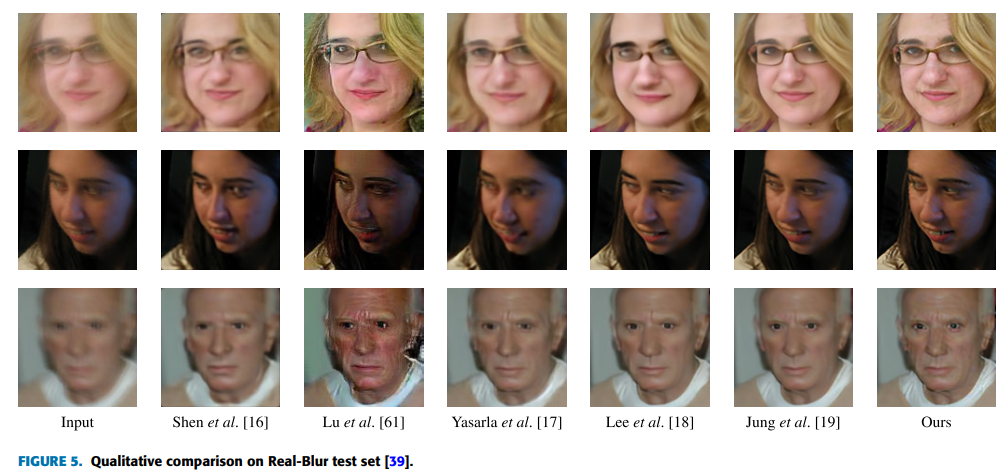 Input Shen et al. [16] Lu et al. [61] Yasarla et al. [17] Lee et al. [18] Jung et al. [19] Ours
FIGURE 5. Qualitative comparison on Real-Blur test set [39].